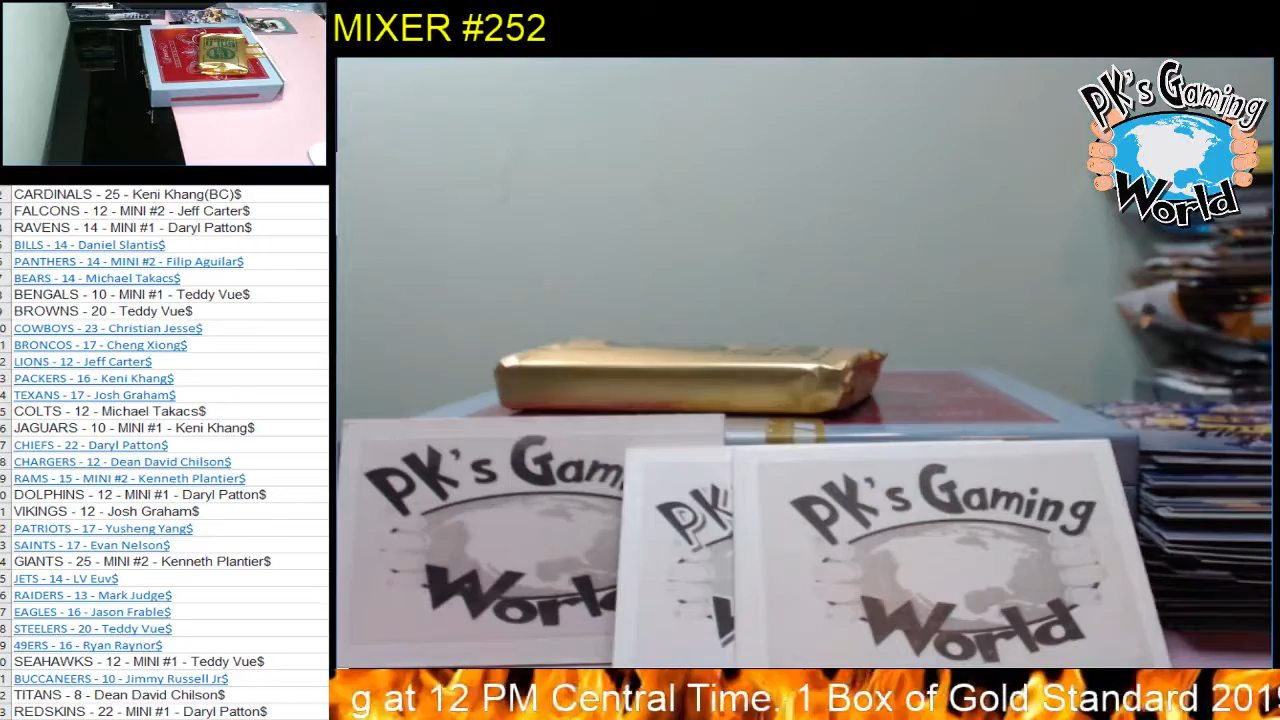 MIXER #252
PK's Gaming
World
CARDINALS - 25 - Keni Khang(BC)$
FALCONS - 12 - MINI #2 - Jeff Carter$
RAVENS - 14 - MINI #1 - Daryl Patton$
BILLS - 14 - Daniel Slantis$
PANTHERS - 14 - MINI #2 - Filip Aguilar$
BEARS - 14 - Michael Takacs$
BENGALS - 10 - MINI #1 - Teddy Vue$
BROWNS - 20 - Teddy Vue$
COWBOYS - 23 - Christian Jesse$
BRONCOS - 17 - Cheng Xiong$
LIONS - 12 - Jeff Carter$
PACKERS - 16 - Keni Khang$
TEXANS - 17 - Josh Graham$
COLTS - 12 - Michael Takacs$
JAGUARS - 10 - MINI #1 - Keni Khang$
CHIEFS - 22 - Daryl Patton$
CHARGERS - 12 - Dean David Chilson$
RAMS - 15 - MINI #2 - Kenneth Plantier$
DOLPHINS - 12 - MINI #1 - Daryl Patton$
VIKINGS - 12 - Josh Graham$
PATRIOTS - 17 - Yusheng Yang$
SAINTS - 17 - Evan Nelson$
GIANTS - 25 - MINI #2 - Kenneth Plantier$
JETS - 14 - LV Euv$
RAIDERS - 13 - Mark Judge$
EAGLES - 16 - Jason Frable$
STEELERS - 20 - Teddy Vue$
49ERS - 16 - Ryan Raynor$
SEAHAWKS - 12 - MINI #1 - Teddy Vue$
BUCCANEERS - 10 - Jimmy Russell Jr$
TITANS - 8 - Dean David Chilson$
REDSKINS - 22 - MINI #1 - Daryl Patton$
PK's Gam
World
PK
W
PK's Gaming
World
g at 12 PM Central Time. 1 Box of Gold Standard 201